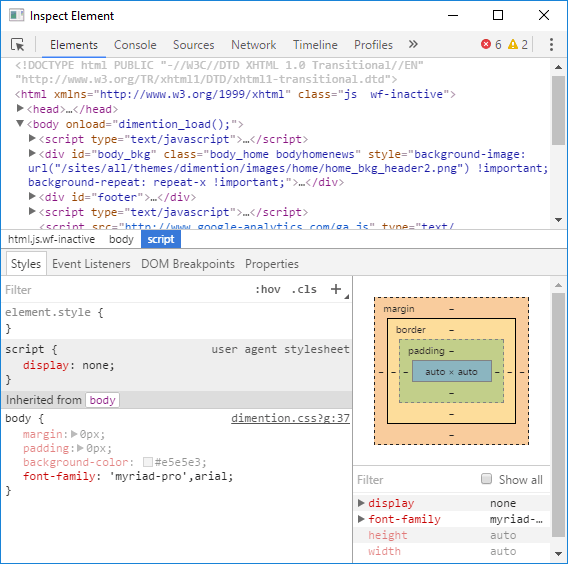 Inspect Element
Elements Console Sources Network Timeline Profiles » 6 2
<!DOCTYPE html PUBLIC "-//W3C//DTD XHTML 1.0 Transitional//EN"
"http://www.w3.org/TR/xhtml1/DTD/xhtml1-transitional.dtd">
<html xmlns="http://www.w3.org/1999/xhtml" class="js  wf-inactive">
▶<head>…</head>
▼<body onload="dimention_load();">
▶<script type="text/javascript">…</script>
▶<div id="body_bkg" class="body_home bodyhomenews" style="background-image:
url("/sites/all/themes/dimention/images/home/home_bkg_header2.png") !important;
background-repeat: repeat-x !important;">…</div>
▶<div id="footer">…</div>
▶<script type="text/javascript">…</script>
<script src="http://www.google-analytics.com/ga.js" type="text/
html.js.wf-inactive body script
Styles Event Listeners DOM Breakpoints Properties
Filter :hov .cls +
element.style {
}
script { user agent stylesheet
display: none;
}
Inherited from body
body { dimention.css?g:37
margin:▶0px;
padding:▶0px;
background-color: #e5e5e3;
font-family: 'myriad-pro',arial;
}
margin –
border –
padding –
– – – auto × auto – – –
–
–
–
Filter Show all
▶ display none
▶ font-family myriad-…
height auto
width auto